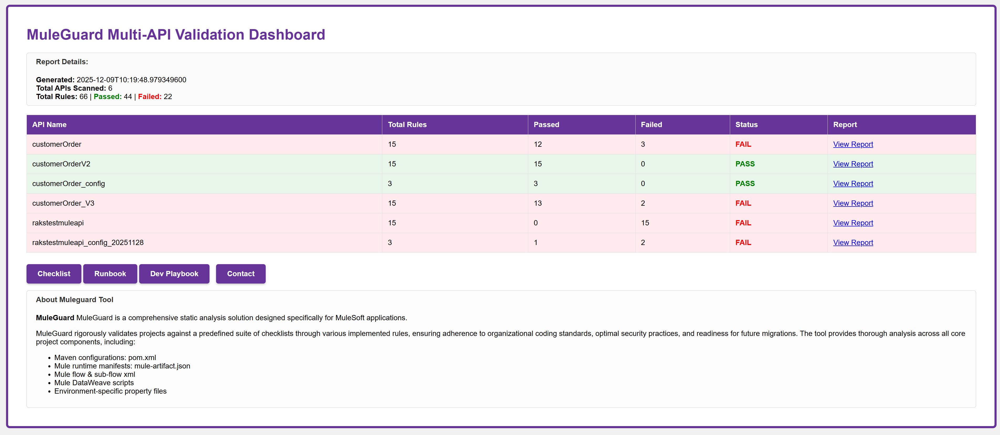 MuleGuard Multi-API Validation Dashboard
Report Details:
Generated: 2025-12-09T10:19:48.979349600
Total APIs Scanned: 6
Total Rules: 66 | Passed: 44 | Failed: 22
API Name Total Rules Passed Failed Status Report
customerOrder 15 12 3 FAIL View Report
customerOrderV2 15 15 0 PASS View Report
customerOrder_config 3 3 0 PASS View Report
customerOrder_V3 15 13 2 FAIL View Report
rakstestmuleapi 15 0 15 FAIL View Report
rakstestmuleapi_config_20251128 3 1 2 FAIL View Report
Checklist Runbook Dev Playbook Contact
About Muleguard Tool
MuleGuard MuleGuard is a comprehensive static analysis solution designed specifically for MuleSoft applications.
MuleGuard rigorously validates projects against a predefined suite of checklists through various implemented rules, ensuring adherence to organizational coding standards, optimal security practices, and readiness for future migrations. The tool provides thorough analysis across all core
project components, including:
• Maven configurations: pom.xml
• Mule runtime manifests: mule-artifact.json
• Mule flow & sub-flow xml
• Mule DataWeave scripts
• Environment-specific property files